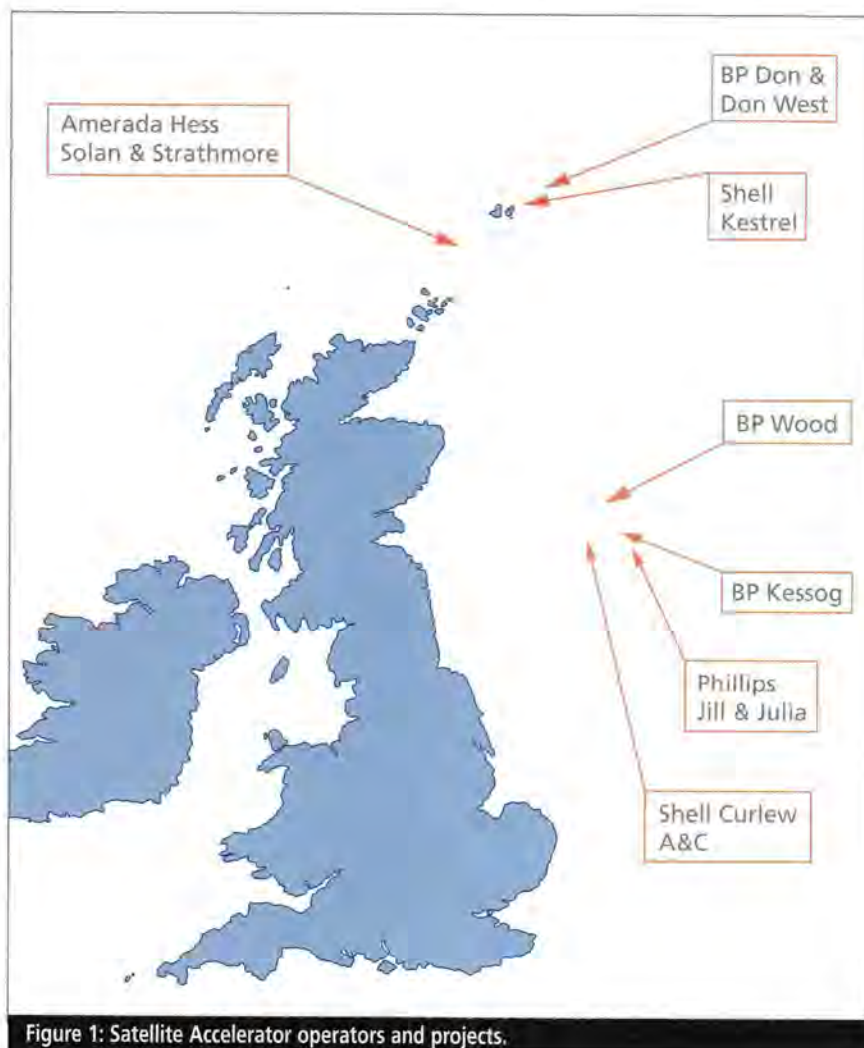 Amerada Hess
Solan & Strathmore
BP Don &
Don West
Shell
Kestrel
BP Wood
BP Kessog
Phillips
Jill & Julia
Shell Curlew
A&C
Figure 1: Satellite Accelerator operators and projects.